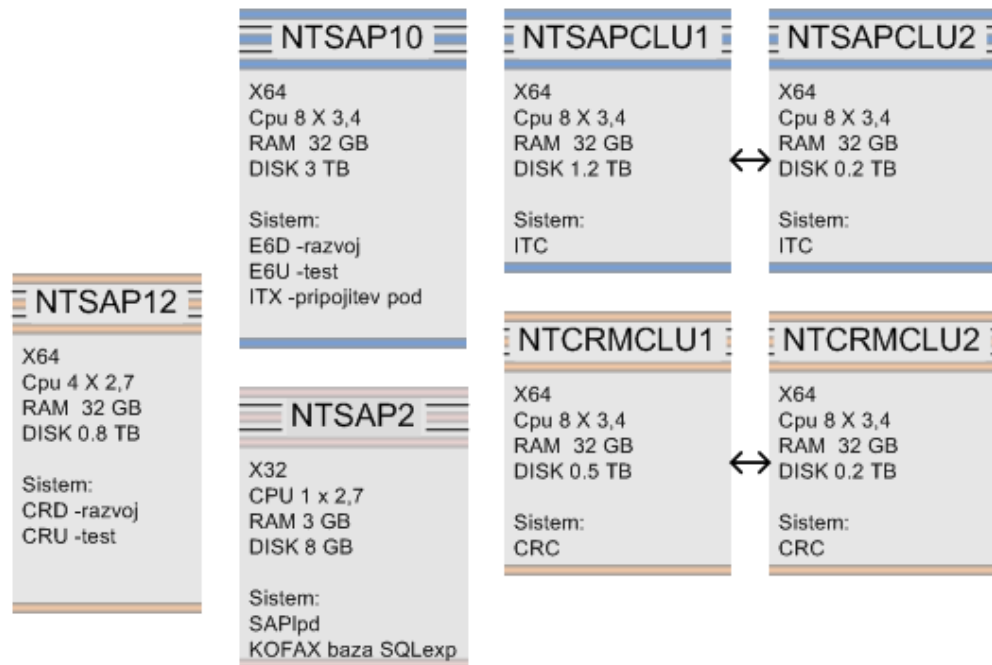 NTSAP10
X64
Cpu 8 X 3,4
RAM 32 GB
DISK 3 TB
Sistem:
E6D -razvoj
E6U -test
ITX -pripojitev pod
NTSAPCLU1
X64
Cpu 8 X 3,4
RAM 32 GB
DISK 1.2 TB
Sistem:
ITC
NTSAPCLU2
X64
Cpu 8 X 3,4
RAM 32 GB
DISK 0.2 TB
Sistem:
ITC
NTSAP12
X64
Cpu 4 X 2,7
RAM 32 GB
DISK 0.8 TB
Sistem:
CRD -razvoj
CRU -test
NTSAP2
X32
CPU 1 x 2,7
RAM 3 GB
DISK 8 GB
Sistem:
SAPlpd
KOFAX baza SQLexp
NTCRMCLU1
X64
Cpu 8 X 3,4
RAM 32 GB
DISK 0.5 TB
Sistem:
CRC
NTCRMCLU2
X64
Cpu 8 X 3,4
RAM 32 GB
DISK 0.2 TB
Sistem:
CRC